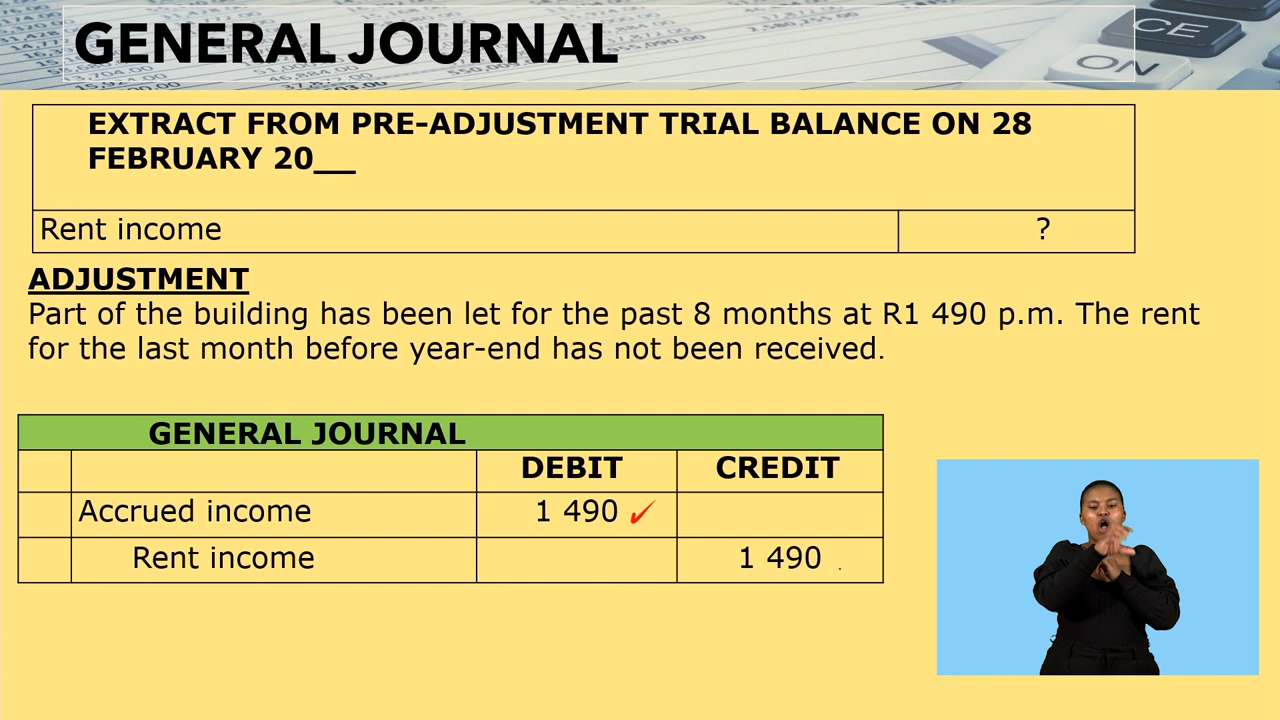 GENERAL JOURNAL
CE
ON
EXTRACT FROM PRE-ADJUSTMENT TRIAL BALANCE ON 28
FEBRUARY 20__
Rent income ?
ADJUSTMENT
Part of the building has been let for the past 8 months at R1 490 p.m. The rent
for the last month before year-end has not been received.
GENERAL JOURNAL
DEBIT CREDIT
Accrued income 1 490 ✓
Rent income 1 490